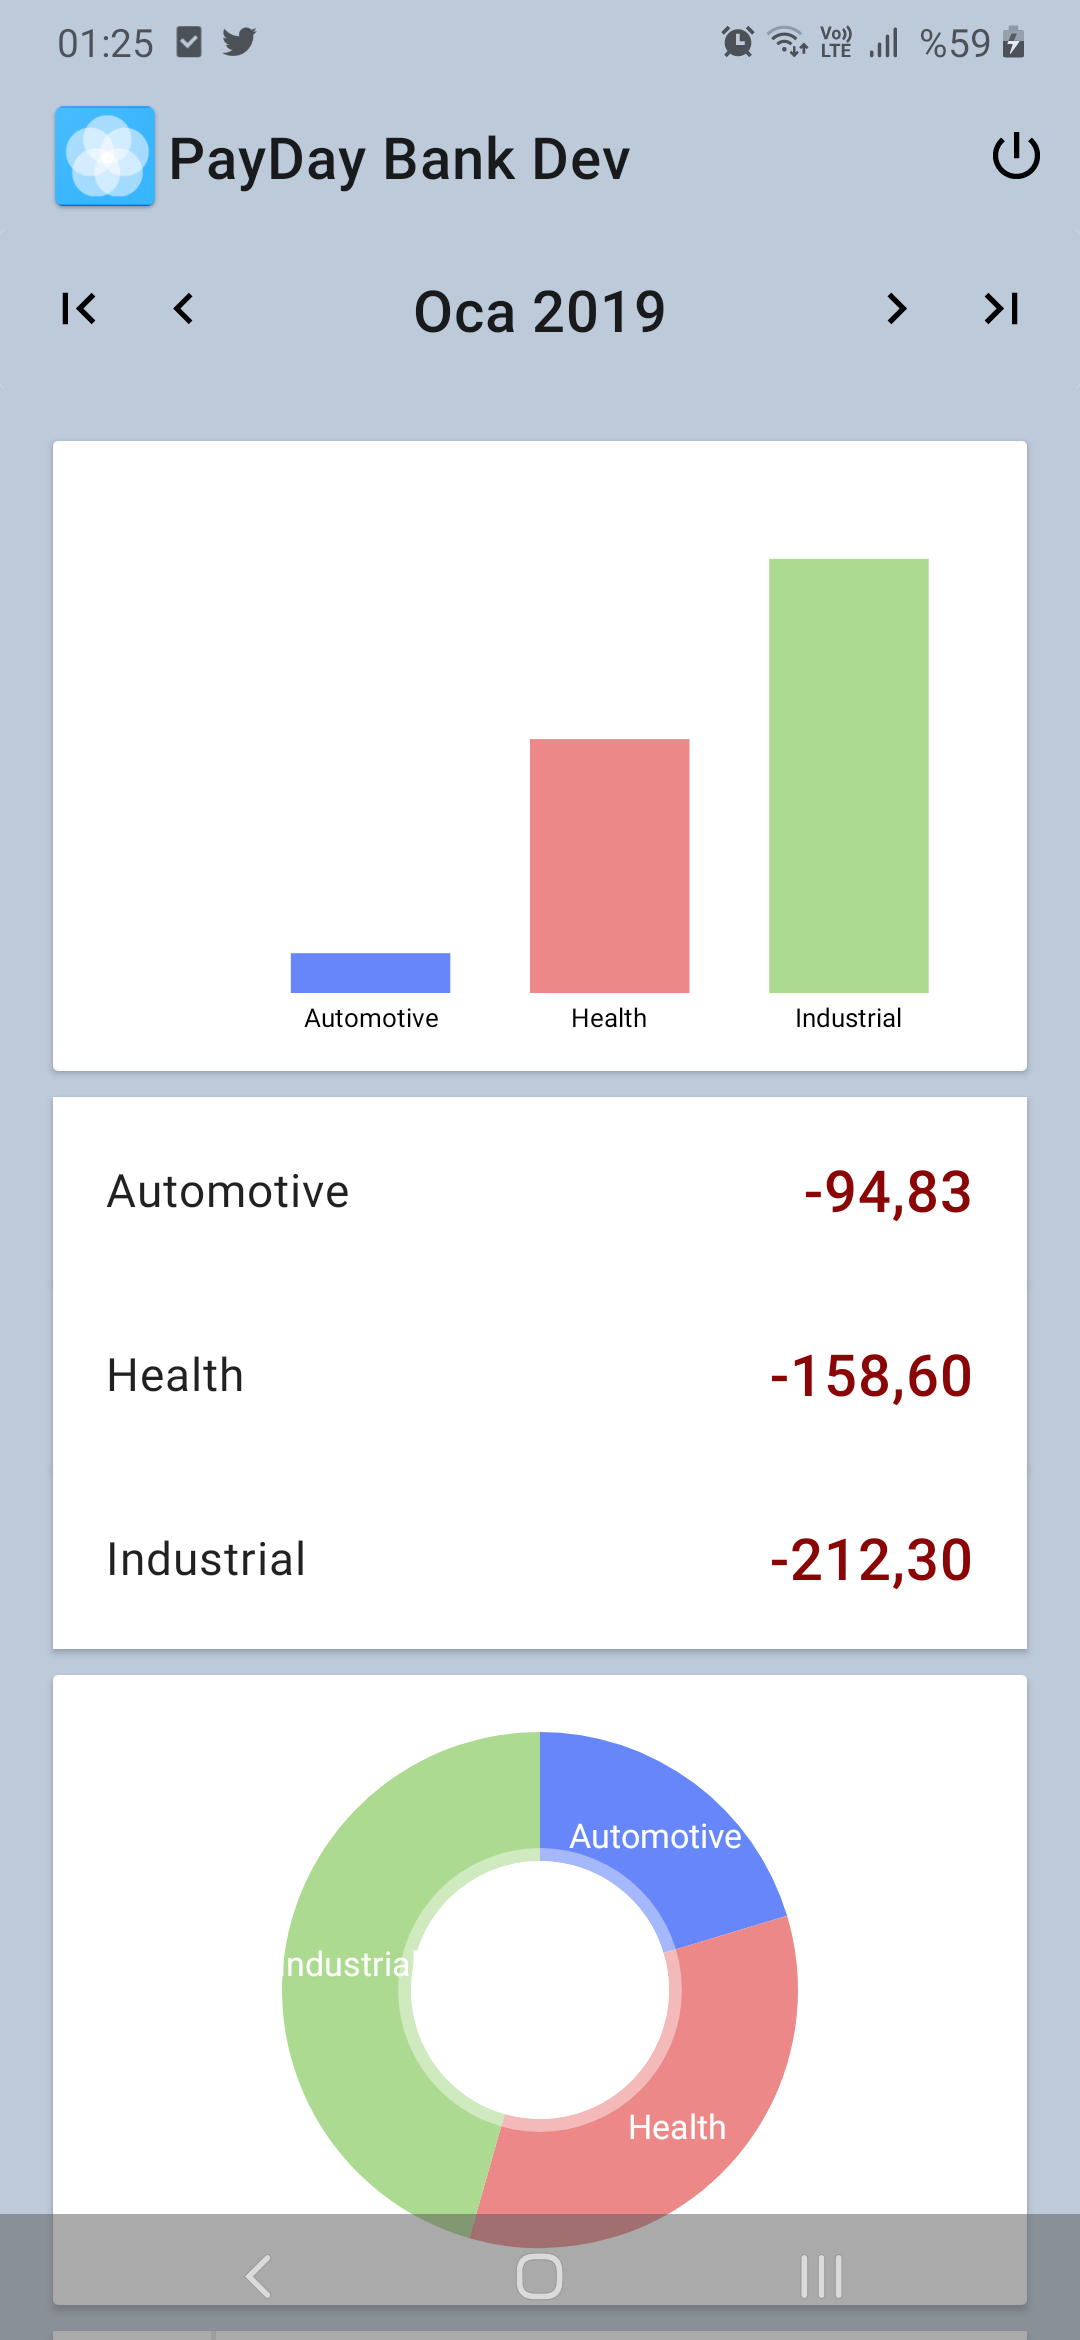 01:25 Vo)) LTE %59
PayDay Bank Dev
Oca 2019
Automotive Health Industrial
Automotive -94,83
Health -158,60
Industrial -212,30
Automotive
Industrial
Health